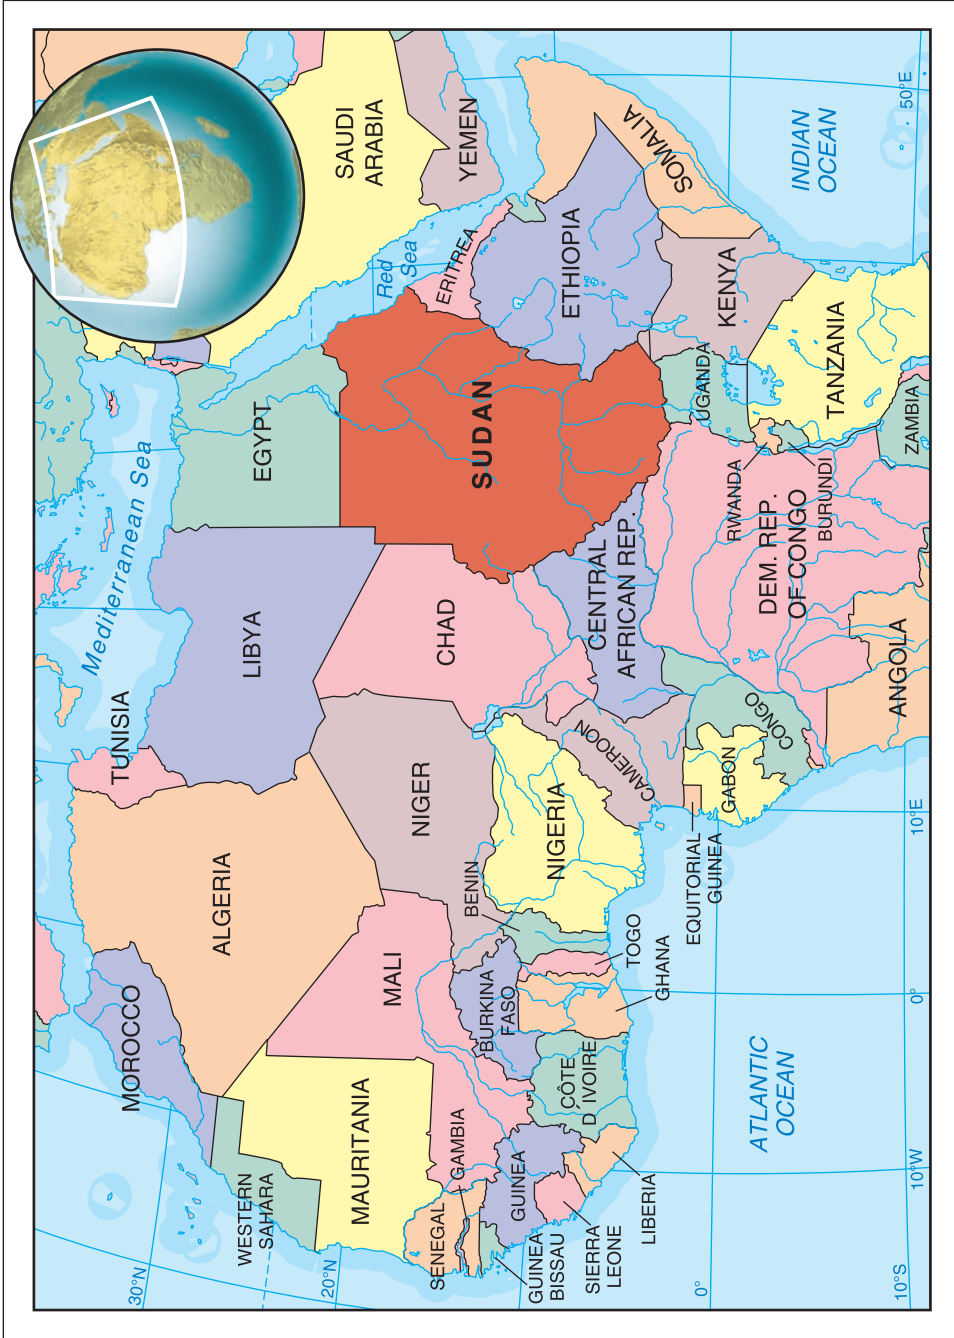 SAUDI
ARABIA
YEMEN
Red
Sea
ERITREA
SOMALIA
ETHIOPIA
INDIAN
OCEAN
50°E
KENYA
UGANDA
TANZANIA
ZAMBIA
RWANDA
BURUNDI
Mediterranean Sea
EGYPT
SUDAN
LIBYA
CHAD
CENTRAL
AFRICAN REP.
DEM. REP.
OF CONGO
ANGOLA
CONGO
GABON
CAMEROON
EQUITORIAL
GUINEA
10°E
TUNISIA
ALGERIA
NIGER
NIGERIA
BENIN
TOGO
GHANA
0°
MOROCCO
MALI
BURKINA
FASO
CÔTE
D´IVOIRE
ATLANTIC
OCEAN
WESTERN
SAHARA
MAURITANIA
GAMBIA
SENEGAL
GUINEA
GUINEA
BISSAU
SIERRA
LEONE
LIBERIA
10°W
30°N
20°N
0°
10°S